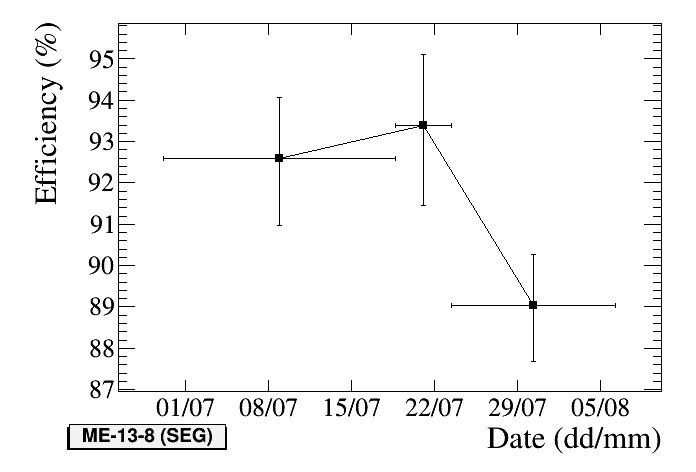 Efficiency (%)
95
94
93
92
91
90
89
88
87
01/07 08/07 15/07 22/07 29/07 05/08
ME-13-8 (SEG)
Date (dd/mm)